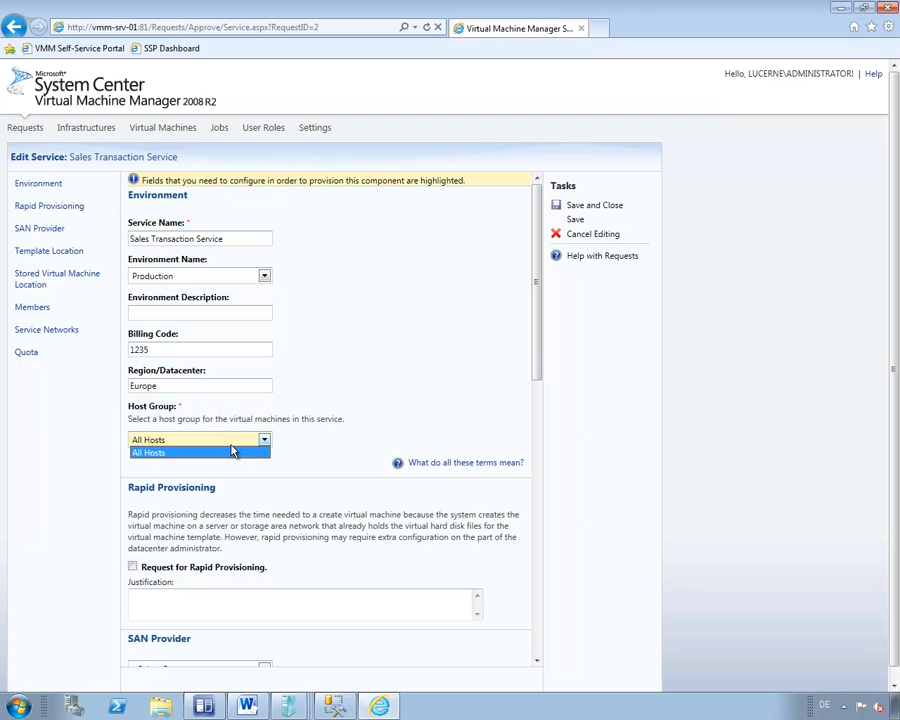 http://vmm-srv-01:81/Requests/Approve/Service.aspx?RequestID=2
Virtual Machine Manager S...
VMM Self-Service Portal
SSP Dashboard
Microsoft
System Center
Virtual Machine Manager 2008 R2
Hello, LUCERNE\ADMINISTRATOR! | Help
Requests
Infrastructures
Virtual Machines
Jobs
User Roles
Settings
Edit Service: Sales Transaction Service
Environment
Rapid Provisioning
SAN Provider
Template Location
Stored Virtual Machine
Location
Members
Service Networks
Quota
Fields that you need to configure in order to provision this component are highlighted.
Environment
Service Name: *
Sales Transaction Service
Environment Name:
Production
Environment Description:
Billing Code:
1235
Region/Datacenter:
Europe
Host Group: *
Select a host group for the virtual machines in this service.
All Hosts
All Hosts
What do all these terms mean?
Rapid Provisioning
Rapid provisioning decreases the time needed to create virtual machine because the system creates the
virtual machine on a server or storage area network that already holds the virtual hard disk files for the
virtual machine template. However, rapid provisioning may require extra configuration on the part of the
datacenter administrator.
Request for Rapid Provisioning.
Justification:
SAN Provider
Tasks
Save and Close
Save
Cancel Editing
Help with Requests
DE